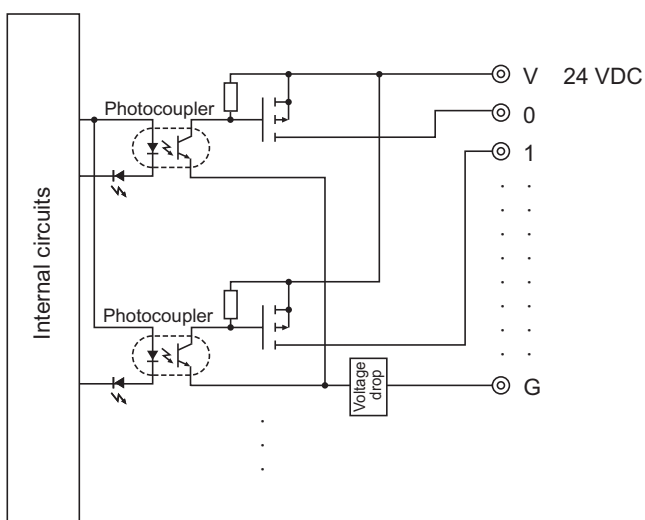 V 24 VDC
Photocoupler
0
1
Internal circuits
Photocoupler
Voltage
drop
G